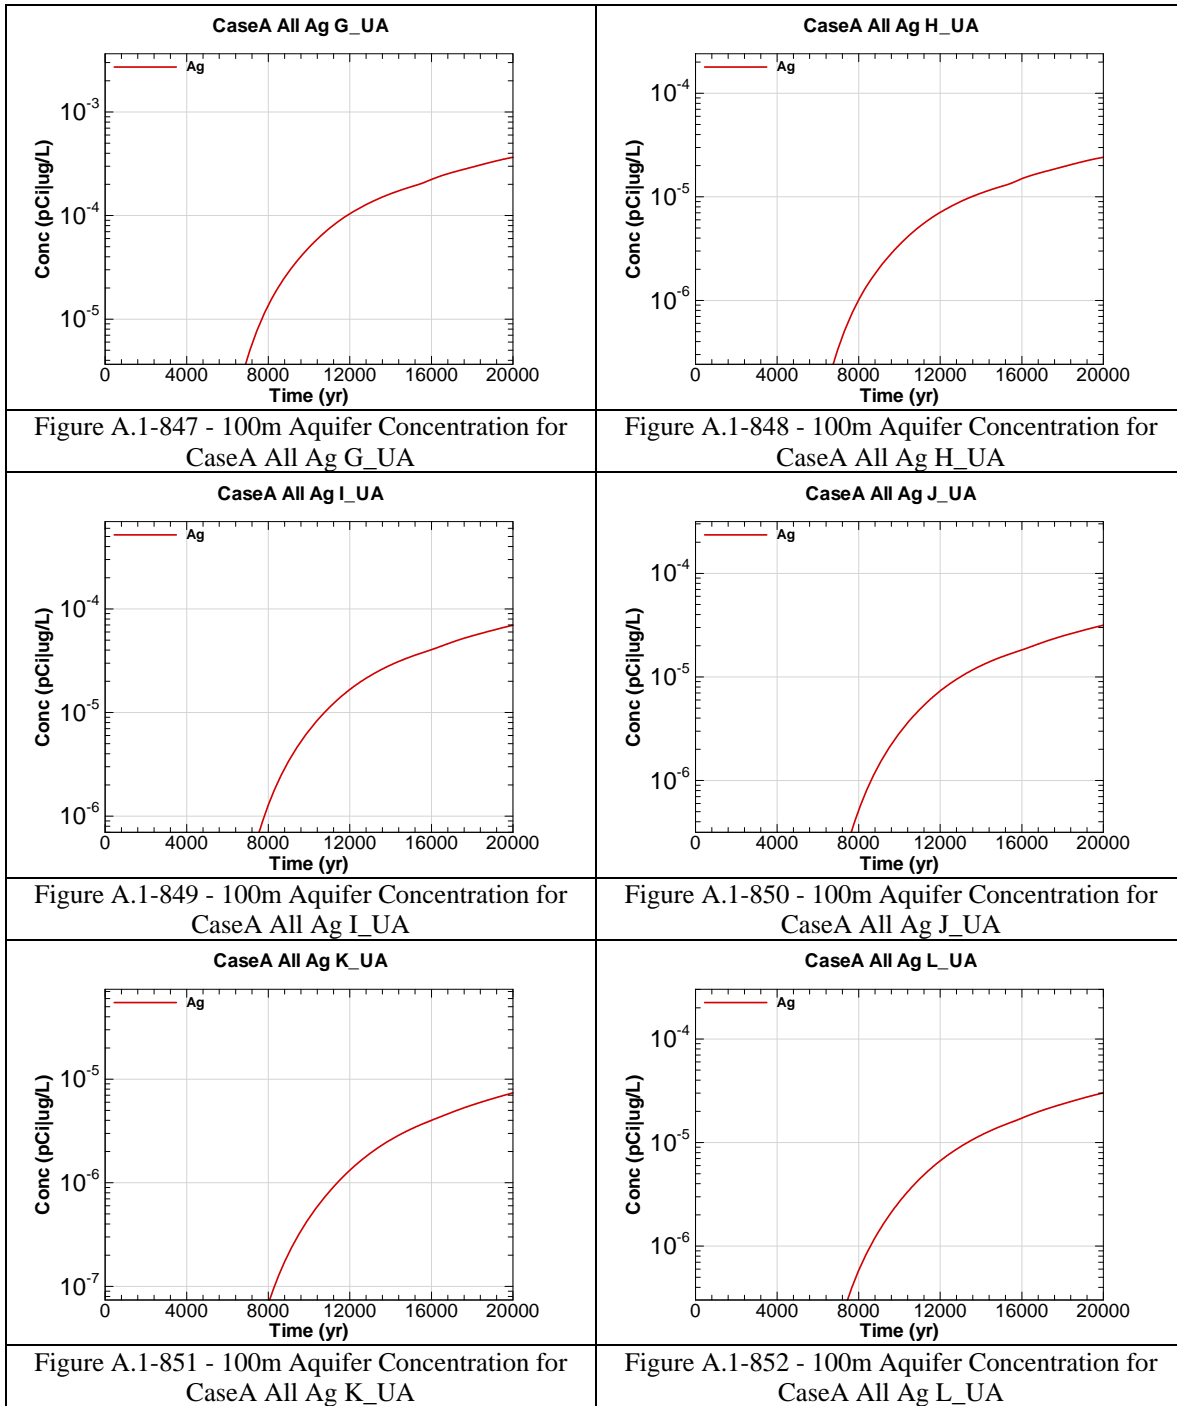 CaseA All Ag G_UA
Ag
10-3
10-4
10-5
Conc (pCi|ug/L)
0 4000 8000 12000 16000 20000
Time (yr)
Figure A.1-847 - 100m Aquifer Concentration for
CaseA All Ag G_UA
CaseA All Ag H_UA
Ag
10-4
10-5
10-6
Conc (pCi|ug/L)
0 4000 8000 12000 16000 20000
Time (yr)
Figure A.1-848 - 100m Aquifer Concentration for
CaseA All Ag H_UA
CaseA All Ag I_UA
Ag
10-4
10-5
10-6
Conc (pCi|ug/L)
0 4000 8000 12000 16000 20000
Time (yr)
Figure A.1-849 - 100m Aquifer Concentration for
CaseA All Ag I_UA
CaseA All Ag J_UA
Ag
10-4
10-5
10-6
Conc (pCi|ug/L)
0 4000 8000 12000 16000 20000
Time (yr)
Figure A.1-850 - 100m Aquifer Concentration for
CaseA All Ag J_UA
CaseA All Ag K_UA
Ag
10-5
10-6
10-7
Conc (pCi|ug/L)
0 4000 8000 12000 16000 20000
Time (yr)
Figure A.1-851 - 100m Aquifer Concentration for
CaseA All Ag K_UA
CaseA All Ag L_UA
Ag
10-4
10-5
10-6
Conc (pCi|ug/L)
0 4000 8000 12000 16000 20000
Time (yr)
Figure A.1-852 - 100m Aquifer Concentration for
CaseA All Ag L_UA